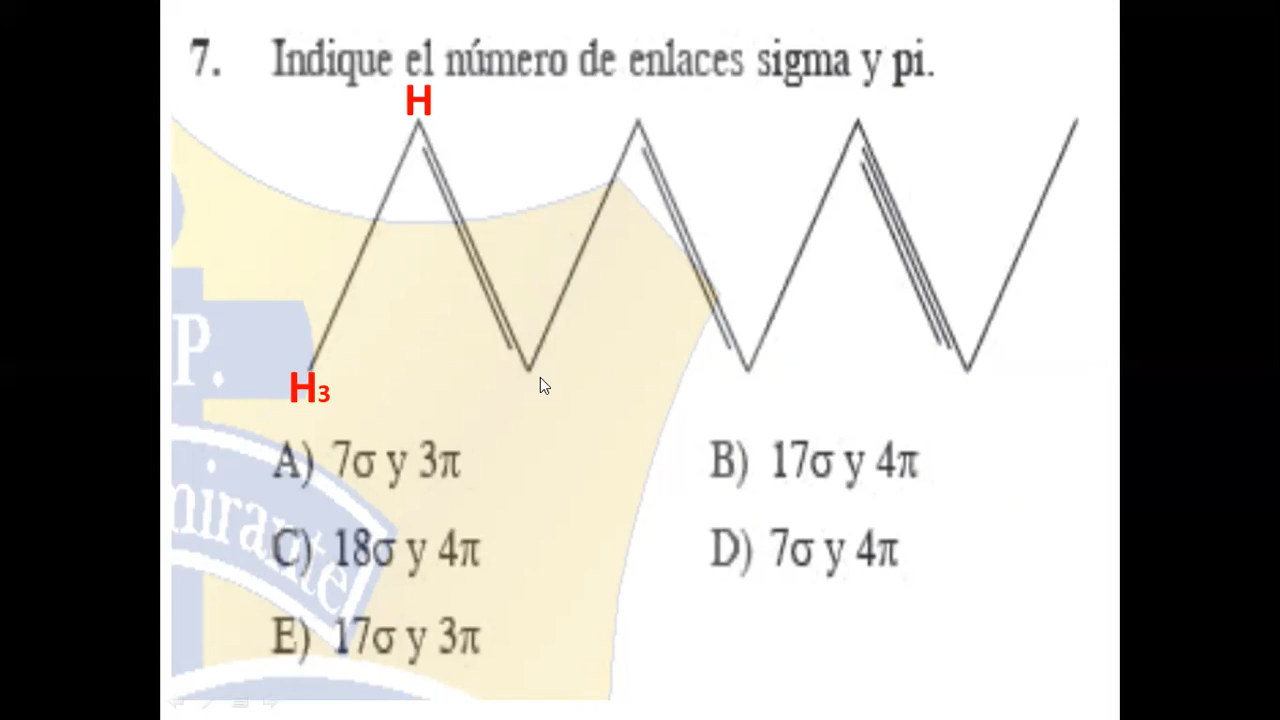 7. Indique el número de enlaces sigma y pi.
H
H₃
P.
mirante
A) 7σ y 3π
B) 17σ y 4π
C) 18σ y 4π
D) 7σ y 4π
E) 17σ y 3π